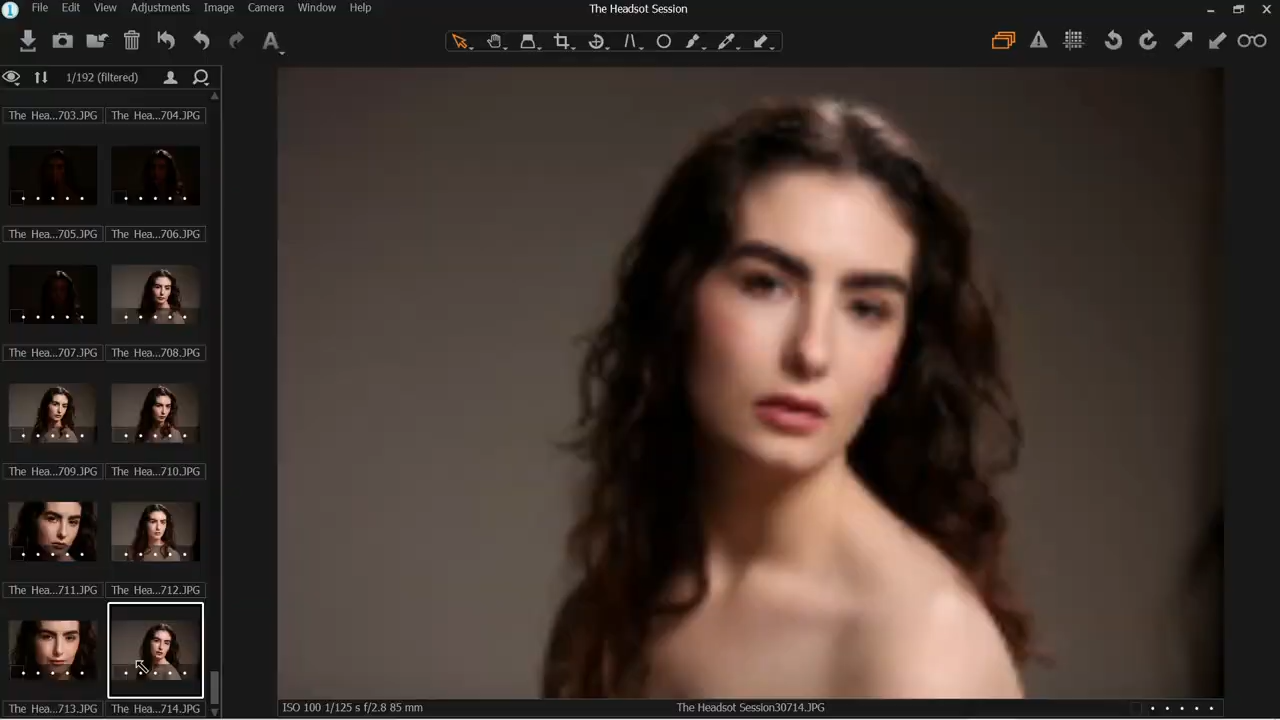 File Edit View Adjustments Image Camera Window Help
The Headsot Session
A
1/192 (filtered)
The Hea...703.JPG The Hea...704.JPG
The Hea...705.JPG The Hea...706.JPG
The Hea...707.JPG The Hea...708.JPG
The Hea...709.JPG The Hea...710.JPG
The Hea...711.JPG The Hea...712.JPG
The Hea...713.JPG The Hea...714.JPG
ISO 100 1/125 s f/2.8 85 mm
The Headsot Session30714.JPG